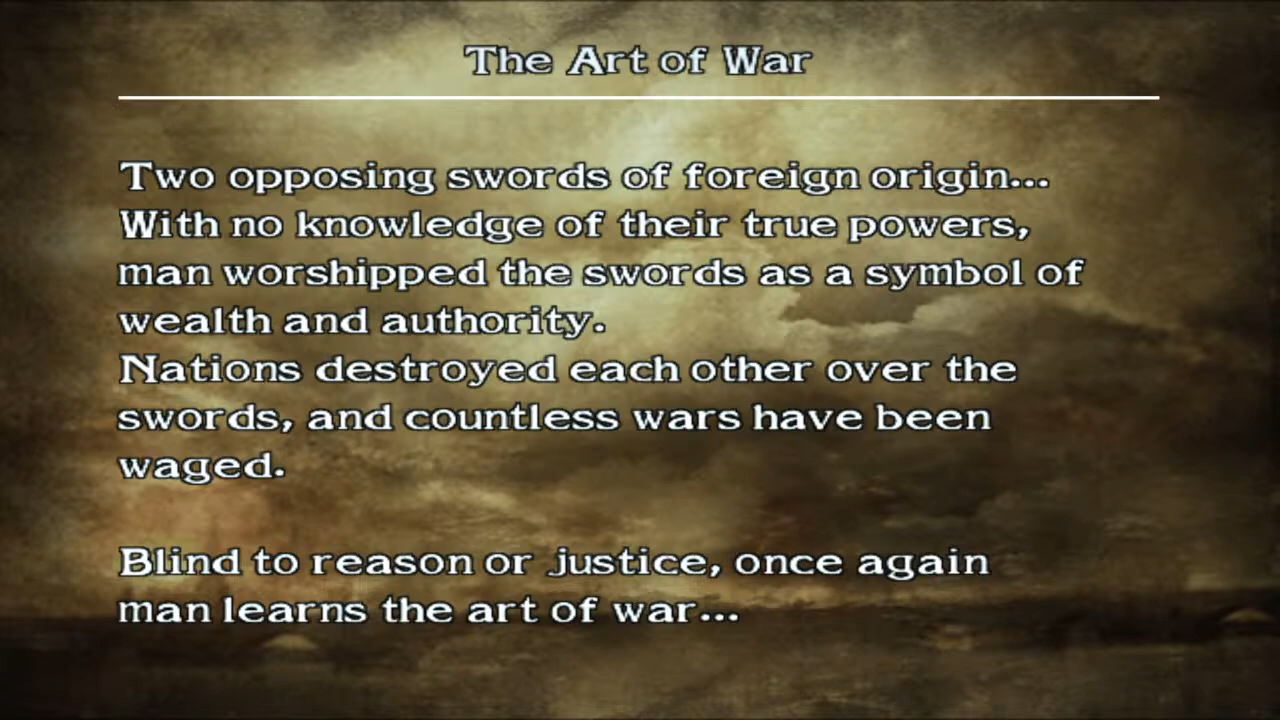 The Art of War
Two opposing swords of foreign origin...
With no knowledge of their true powers,
man worshipped the swords as a symbol of
wealth and authority.
Nations destroyed each other over the
swords, and countless wars have been
waged.
Blind to reason or justice, once again
man learns the art of war...